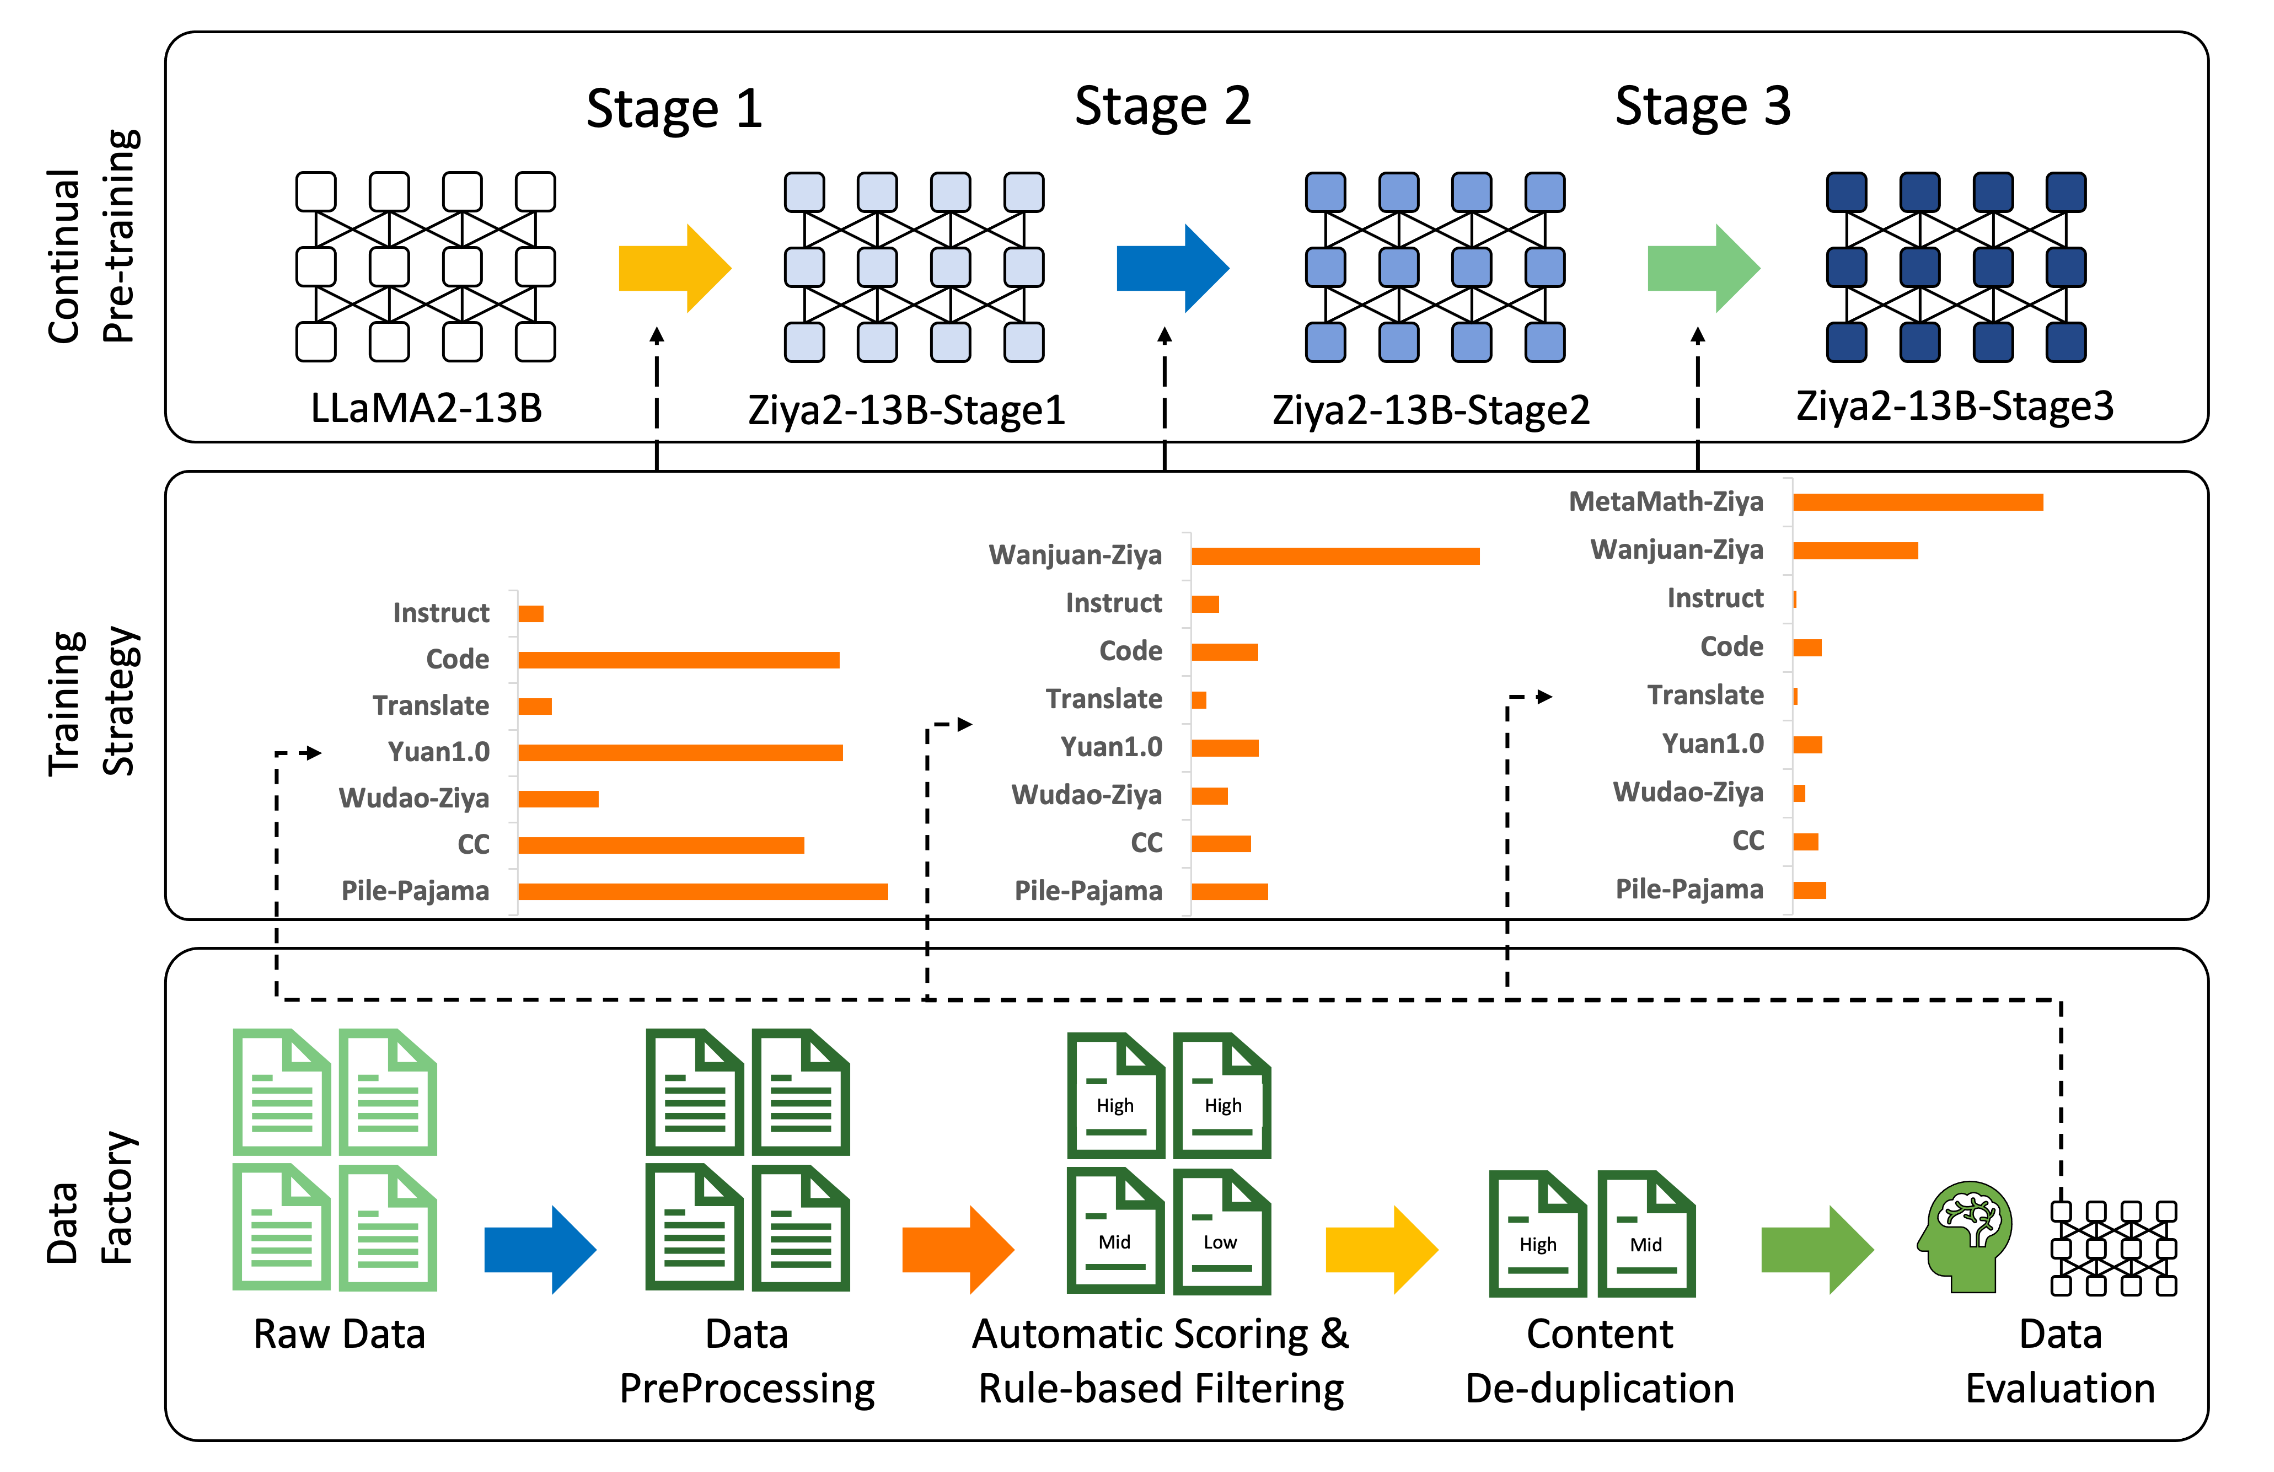 Continual
Pre-training
Stage 1
Stage 2
Stage 3
LLaMA2-13B
Ziya2-13B-Stage1
Ziya2-13B-Stage2
Ziya2-13B-Stage3
Training
Strategy
Instruct
Code
Translate
Yuan1.0
Wudao-Ziya
CC
Pile-Pajama
Wanjuan-Ziya
Instruct
Code
Translate
Yuan1.0
Wudao-Ziya
CC
Pile-Pajama
MetaMath-Ziya
Wanjuan-Ziya
Instruct
Code
Translate
Yuan1.0
Wudao-Ziya
CC
Pile-Pajama
Data
Factory
Raw Data
Data
PreProcessing
High
High
Mid
Low
Automatic Scoring &
Rule-based Filtering
High
Mid
Content
De-duplication
Data
Evaluation